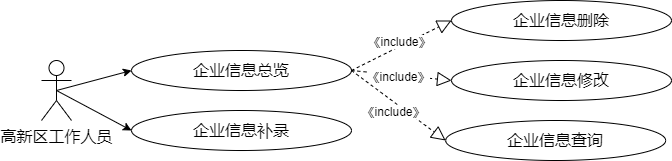 企业信息删除
《include》
企业信息总览
《include》
企业信息修改
《include》
高新区工作人员
企业信息补录
企业信息查询